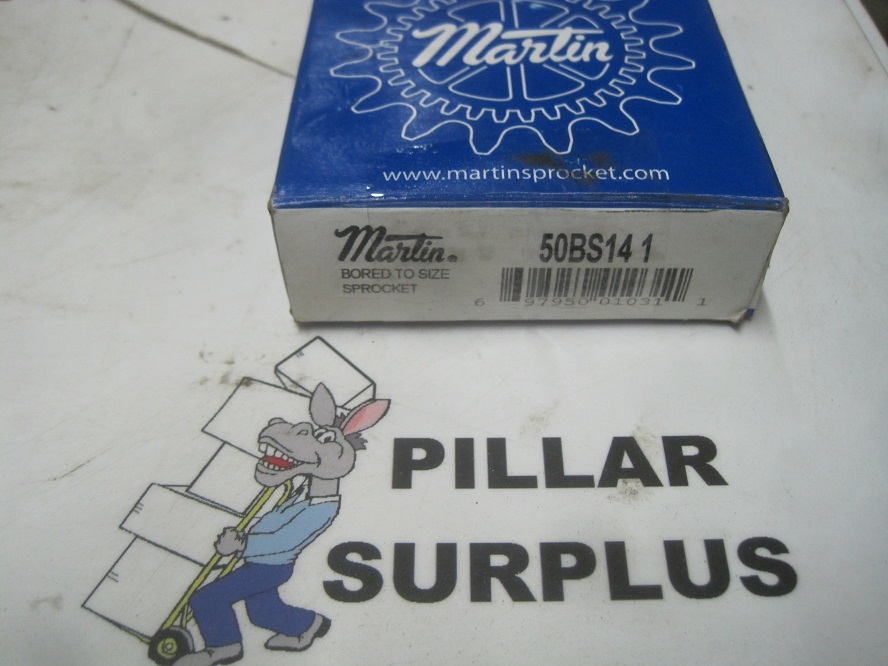 Martin
www.martinsprocket.com
Martin®
50BS14 1
BORED TO SIZE
SPROCKET
6 97950 01031 1
PILLAR
SURPLUS